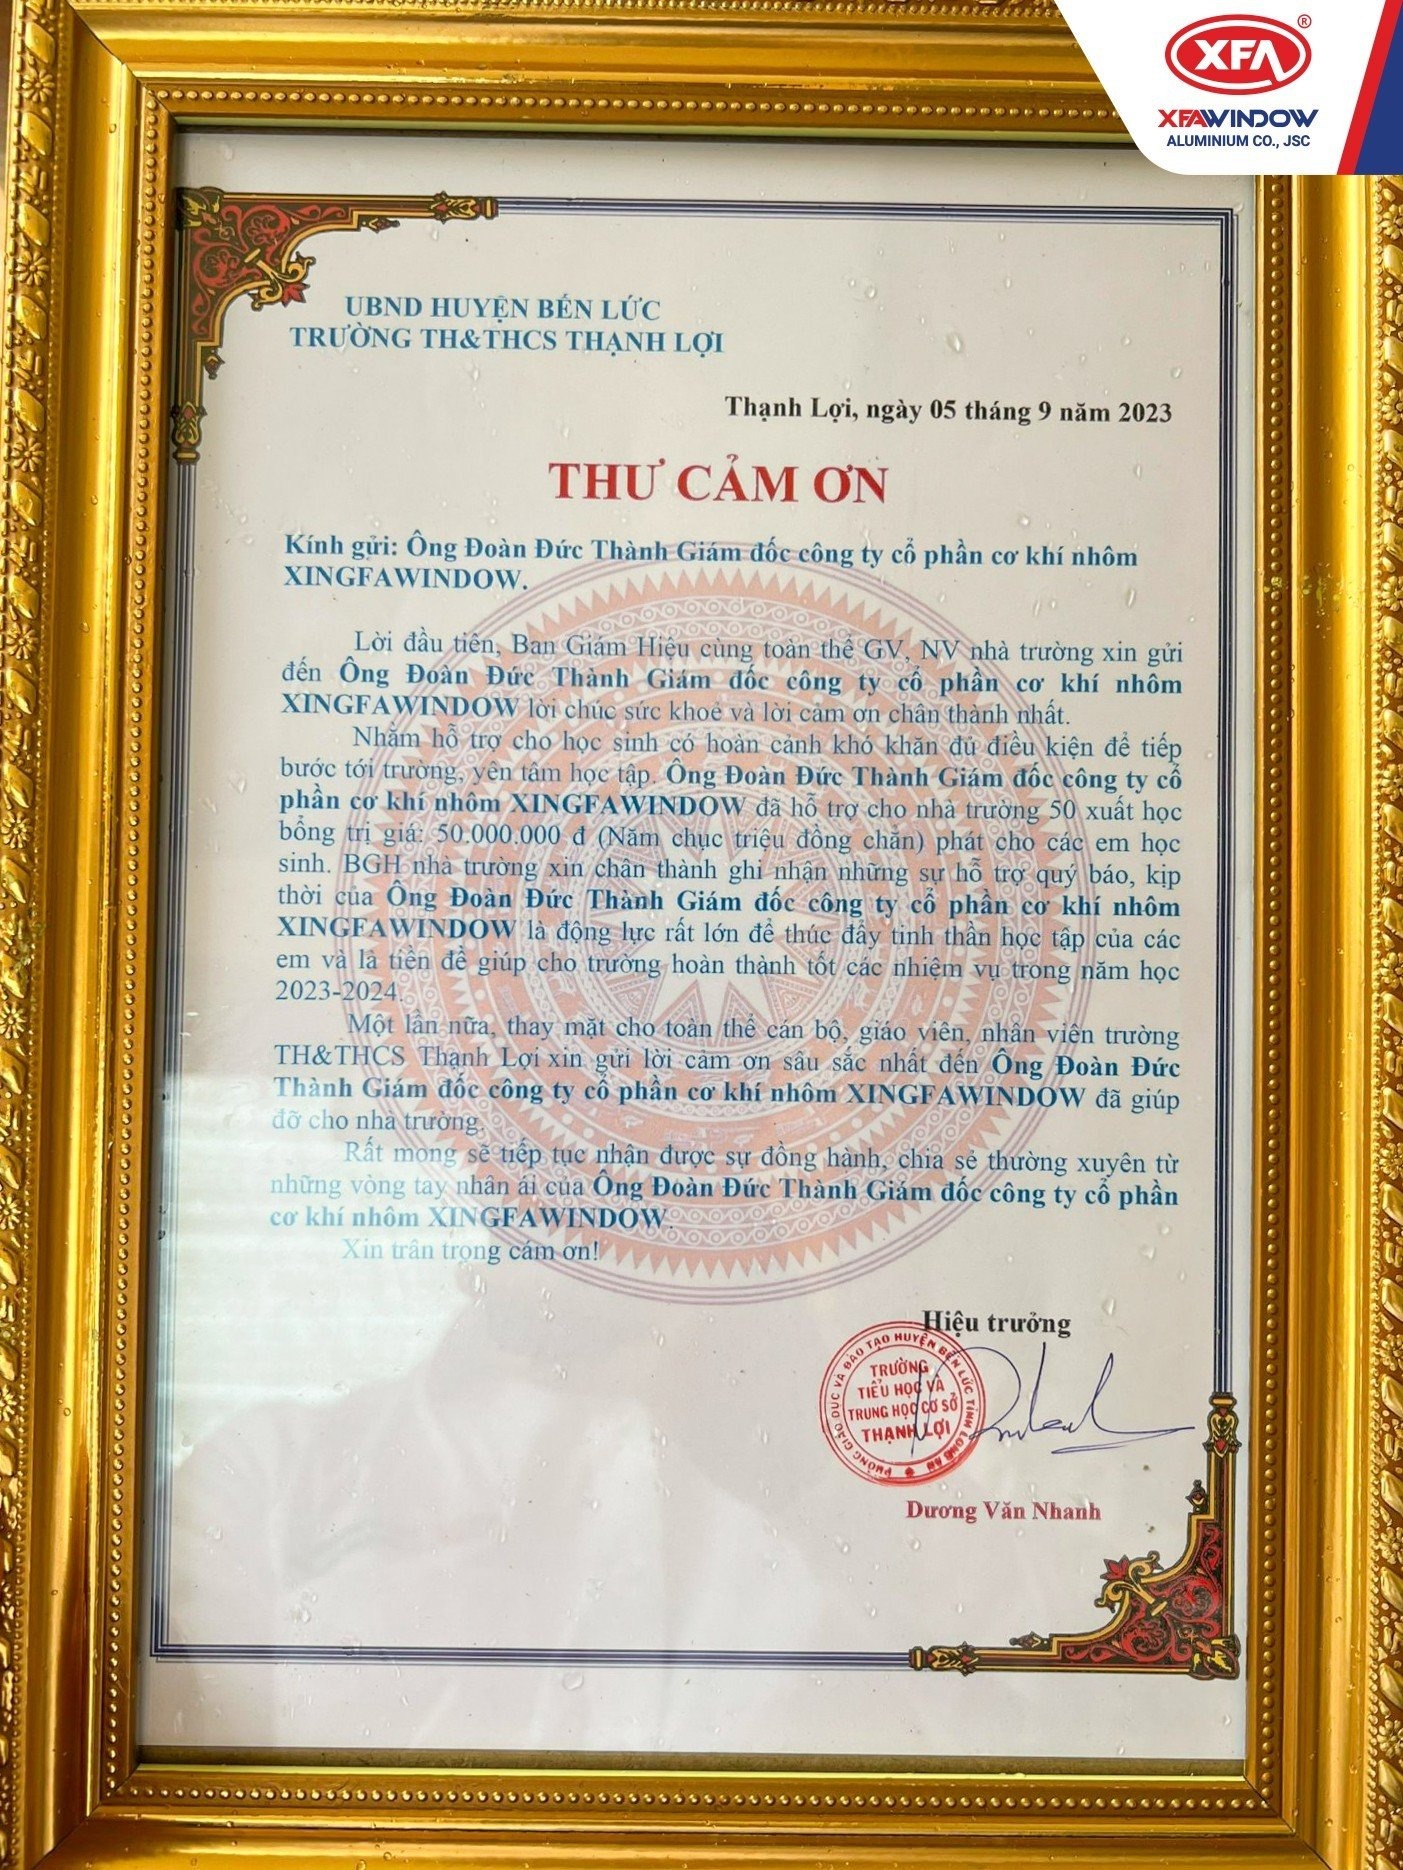 XFA®
XFAWINDOW
ALUMINIUM CO., JSC
UBND HUYỆN BẾN LỨC
TRƯỜNG TH&THCS THẠNH LỢI
Thạnh Lợi, ngày 05 tháng 9 năm 2023
THƯ CẢM ƠN
Kính gửi: Ông Đoàn Đức Thành Giám đốc công ty cổ phần cơ khí nhôm
XINGFAWINDOW.
Lời đầu tiên, Ban Giám Hiệu cùng toàn thể GV, NV nhà trường xin gửi
đến Ông Đoàn Đức Thành Giám đốc công ty cổ phần cơ khí nhôm
XINGFAWINDOW lời chúc sức khoẻ và lời cảm ơn chân thành nhất.
Nhằm hỗ trợ cho học sinh có hoàn cảnh khó khăn đủ điều kiện để tiếp
bước tới trường, yên tâm học tập. Ông Đoàn Đức Thành Giám đốc công ty cổ
phần cơ khí nhôm XINGFAWINDOW đã hỗ trợ cho nhà trường 50 xuất học
bổng trị giá: 50.000.000 đ (Năm chục triệu đồng chẵn) phát cho các em học
sinh. BGH nhà trường xin chân thành ghi nhận những sự hỗ trợ quý báo, kịp
thời của Ông Đoàn Đức Thành Giám đốc công ty cổ phần cơ khí nhôm
XINGFAWINDOW là động lực rất lớn để thúc đẩy tinh thần học tập của các
em và là tiền đề giúp cho trường hoàn thành tốt các nhiệm vụ trong năm học
2023-2024.
Một lần nữa, thay mặt cho toàn thể cán bộ, giáo viên, nhân viên trường
TH&THCS Thạnh Lợi xin gửi lời cảm ơn sâu sắc nhất đến Ông Đoàn Đức
Thành Giám đốc công ty cổ phần cơ khí nhôm XINGFAWINDOW đã giúp
đỡ cho nhà trường.
Rất mong sẽ tiếp tục nhận được sự đồng hành, chia sẻ thường xuyên từ
những vòng tay nhân ái của Ông Đoàn Đức Thành Giám đốc công ty cổ phần
cơ khí nhôm XINGFAWINDOW.
Xin trân trọng cám ơn!
Hiệu trưởng
PHÒNG GIÁO DỤC VÀ ĐÀO TẠO HUYỆN BẾN LỨC TỈNH LONG AN
TRƯỜNG
TIỂU HỌC VÀ
TRUNG HỌC CƠ SỞ
THẠNH LỢI
Dương Văn Nhanh